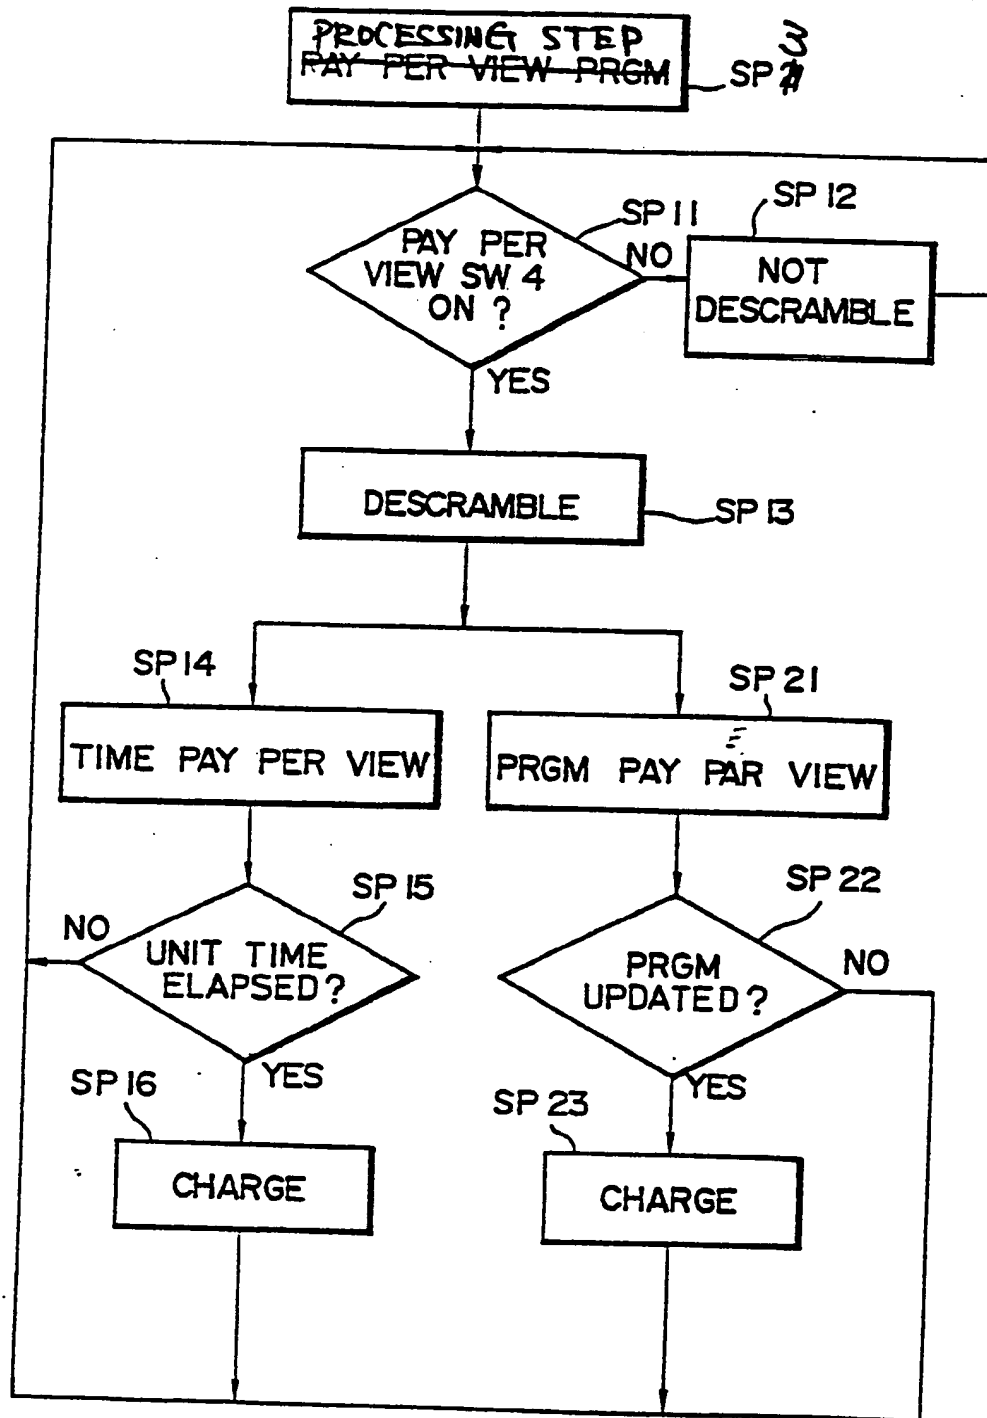 PROCESSING STEP
PAY PER VIEW PRGM
SP 3
SP 11
SP 12
PAY PER
VIEW SW 4
ON ?
NO
NOT
DESCRAMBLE
YES
DESCRAMBLE
SP 13
SP 14
SP 21
TIME PAY PER VIEW
PRGM PAY PAR VIEW
SP 15
SP 22
NO
UNIT TIME
ELAPSED?
PRGM
UPDATED?
NO
YES
YES
SP 16
SP 23
CHARGE
CHARGE